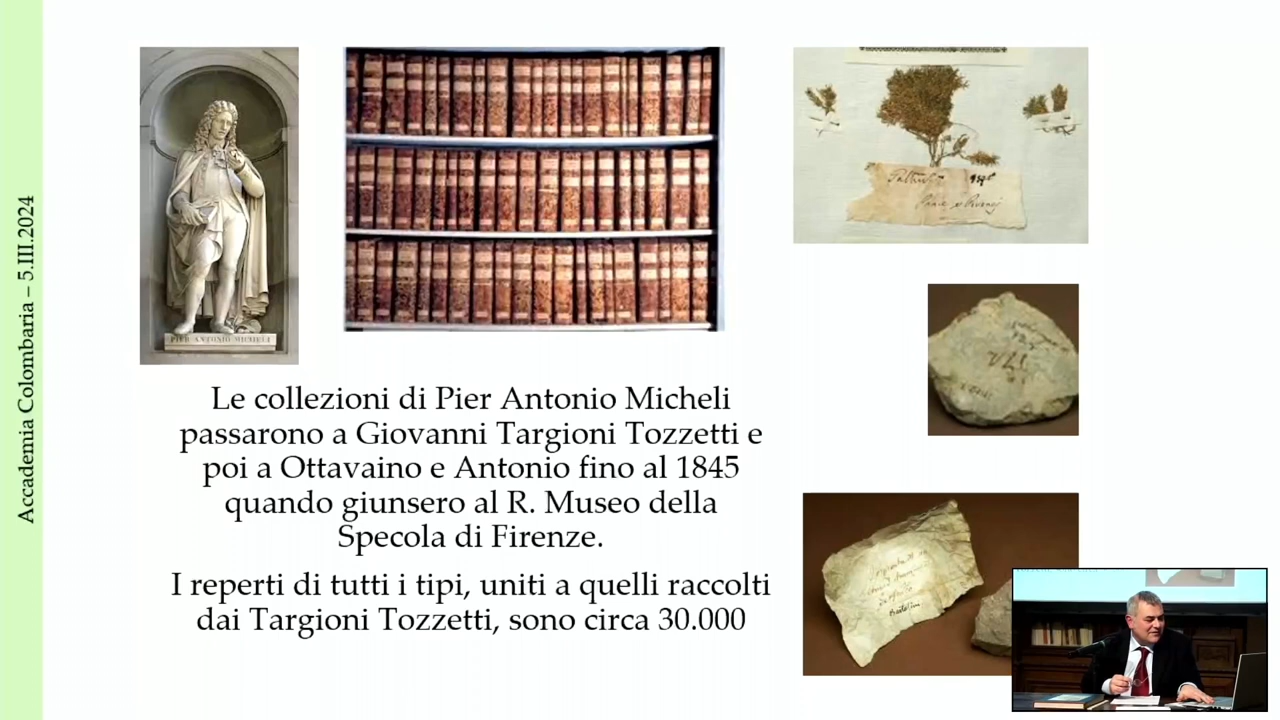 Accademia Colombaria – 5.III.2024
PIER ANTONIO MICHELI
Le collezioni di Pier Antonio Micheli
passarono a Giovanni Targioni Tozzetti e
poi a Ottavaino e Antonio fino al 1845
quando giunsero al R. Museo della
Specola di Firenze.
I reperti di tutti i tipi, uniti a quelli raccolti
dai Targioni Tozzetti, sono circa 30.000